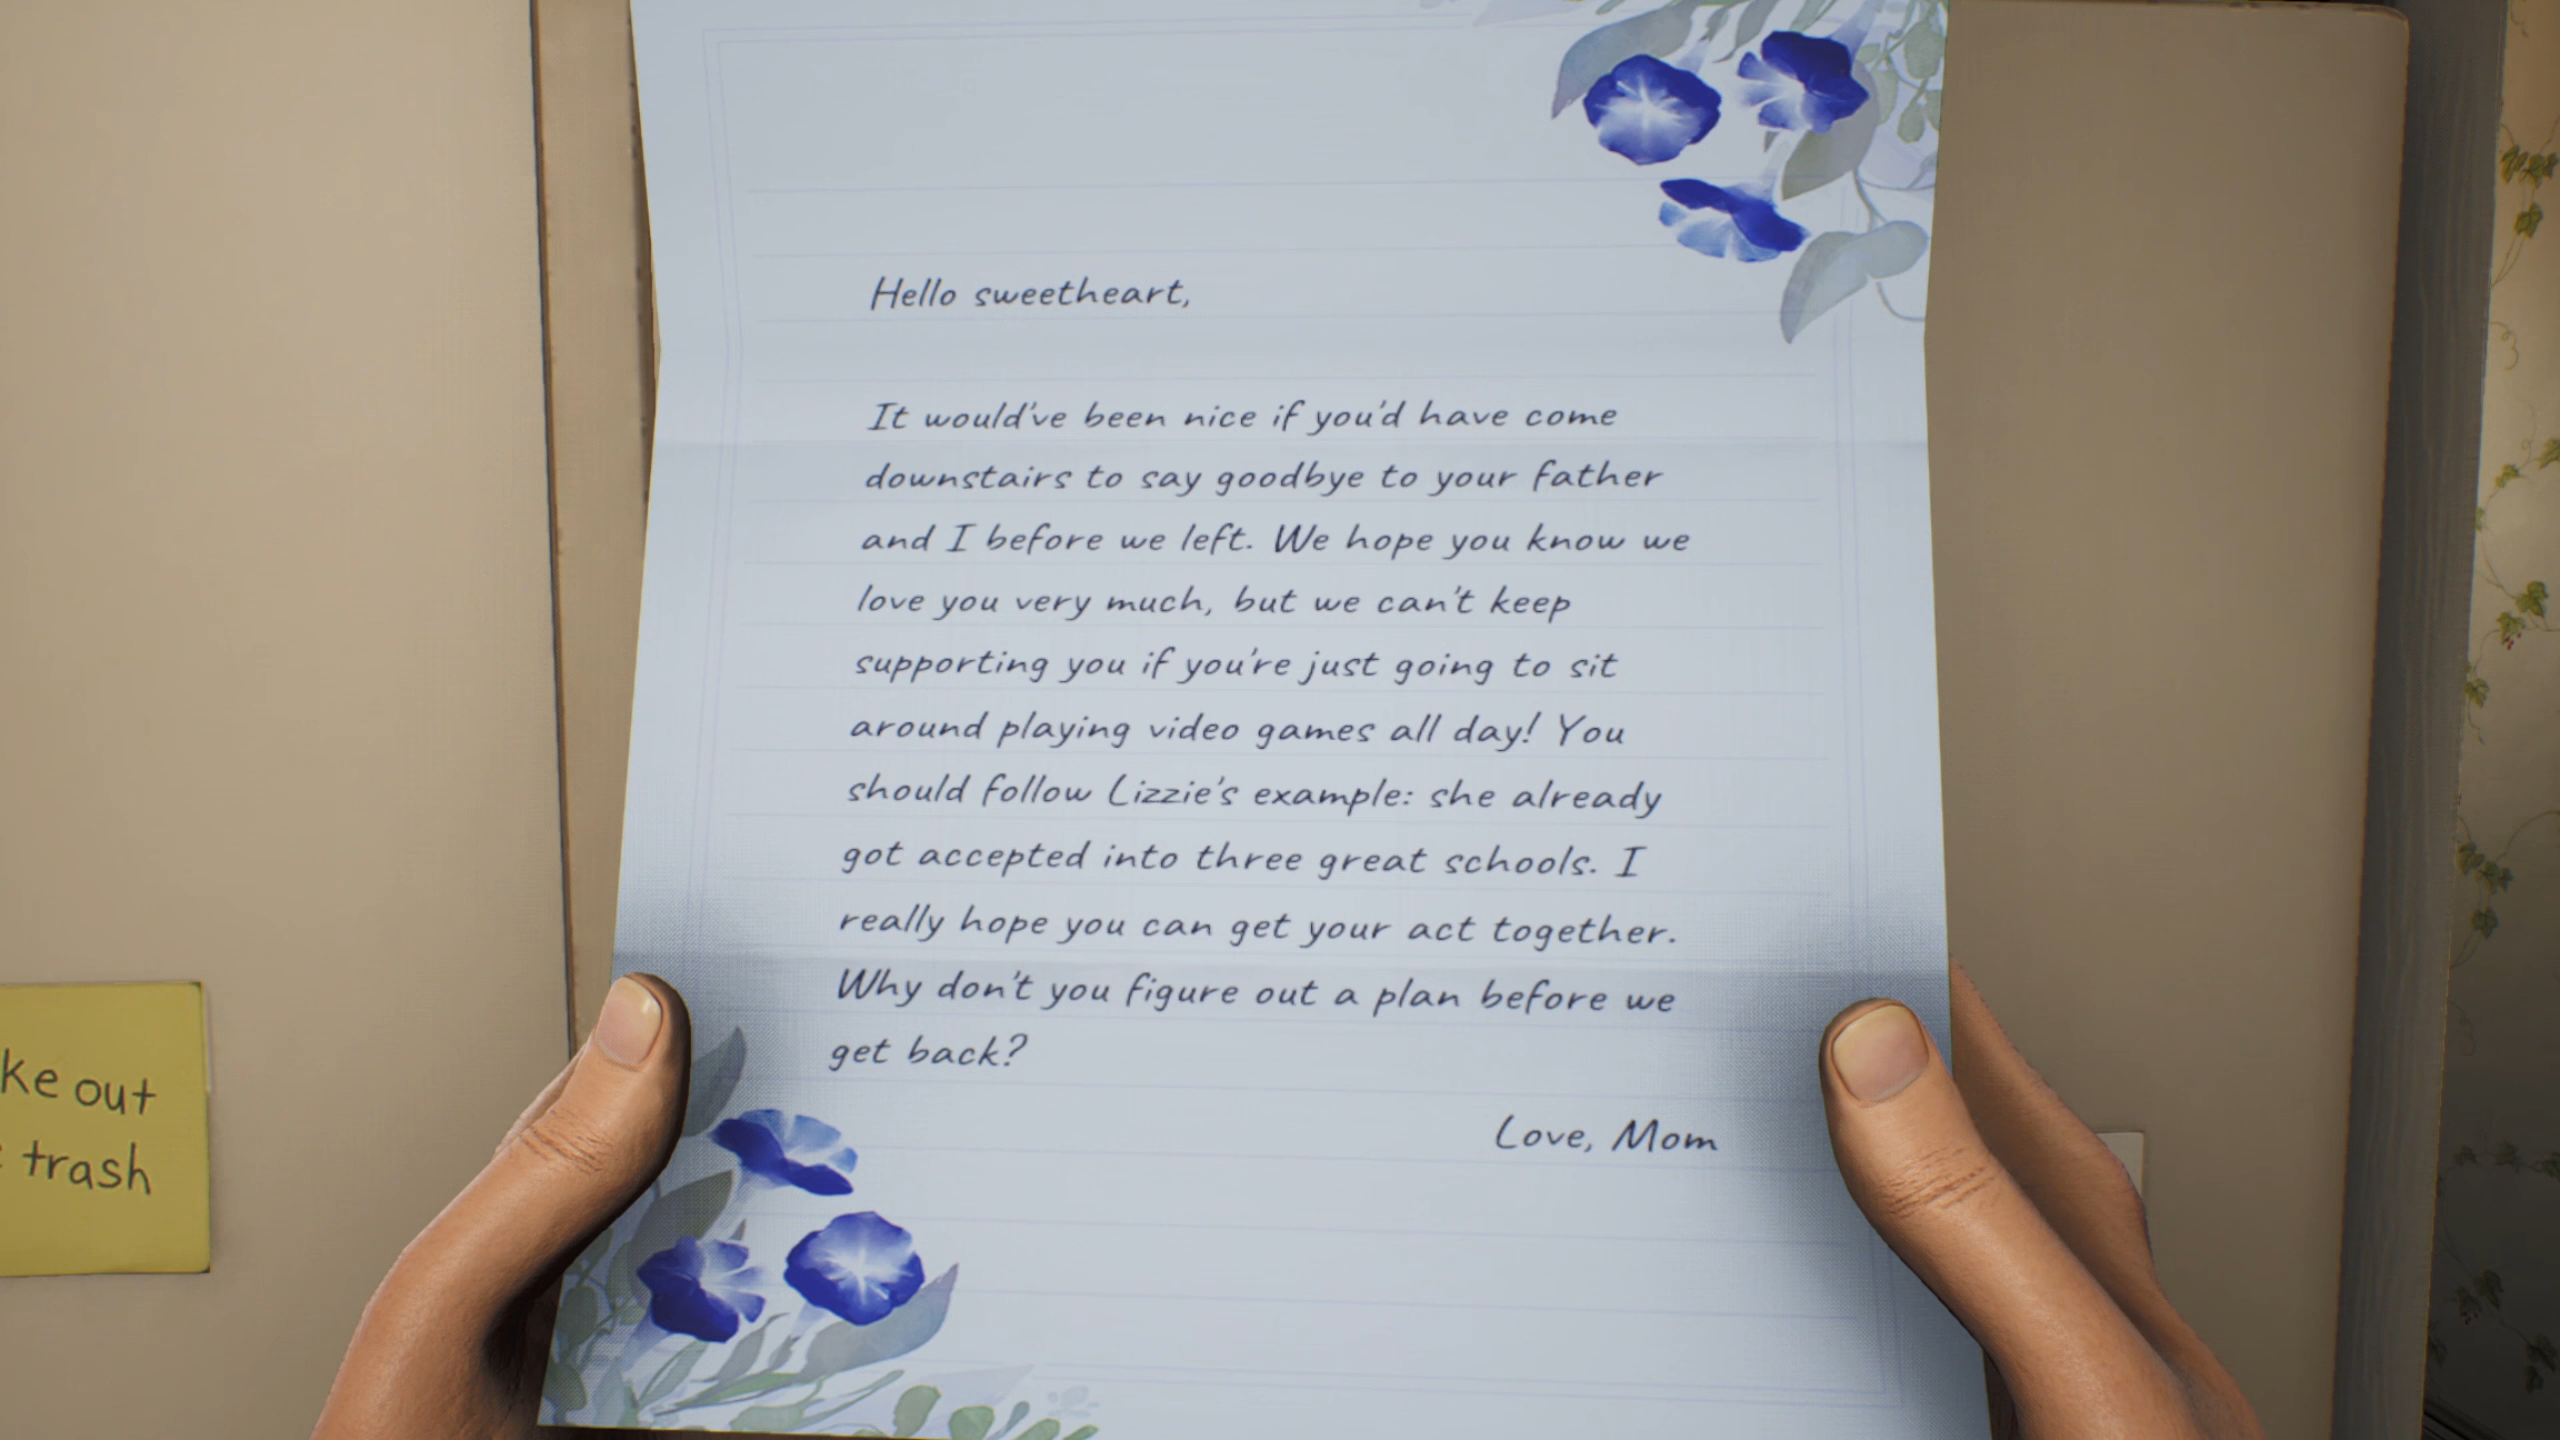 Hello sweetheart,
It would've been nice if you'd have come
downstairs to say goodbye to your father
and I before we left. We hope you know we
love you very much, but we can't keep
supporting you if you're just going to sit
around playing video games all day! You
should follow Lizzie's example: she already
got accepted into three great schools. I
really hope you can get your act together.
Why don't you figure out a plan before we
get back?
Love, Mom
out
trash